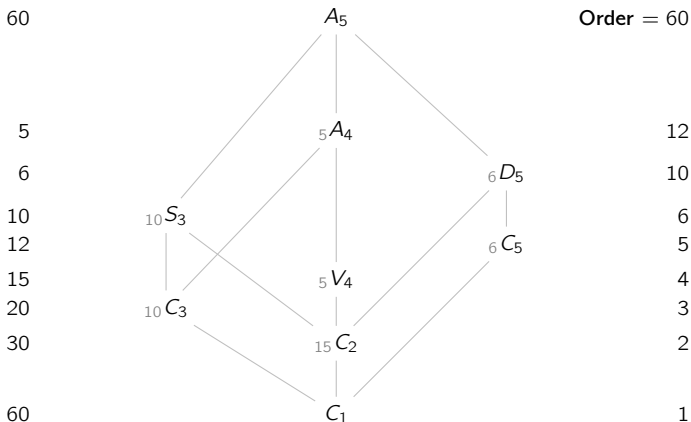 60 A₅ Order = 60
5 ₅A₄ 12
6 ₆D₅ 10
10 ₁₀S₃ 6
12 ₆C₅ 5
15 ₅V₄ 4
20 ₁₀C₃ 3
30 ₁₅C₂ 2
60 C₁ 1